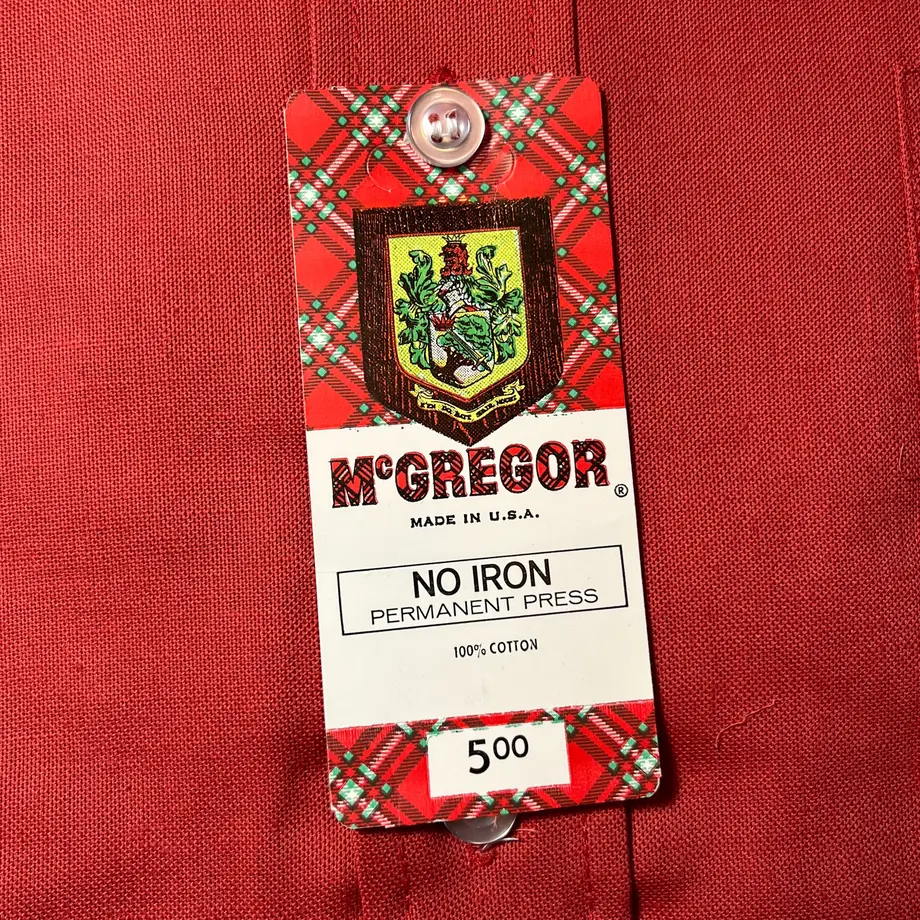 McGREGOR®
MADE IN U.S.A.
NO IRON
PERMANENT PRESS
100% COTTON
5.00